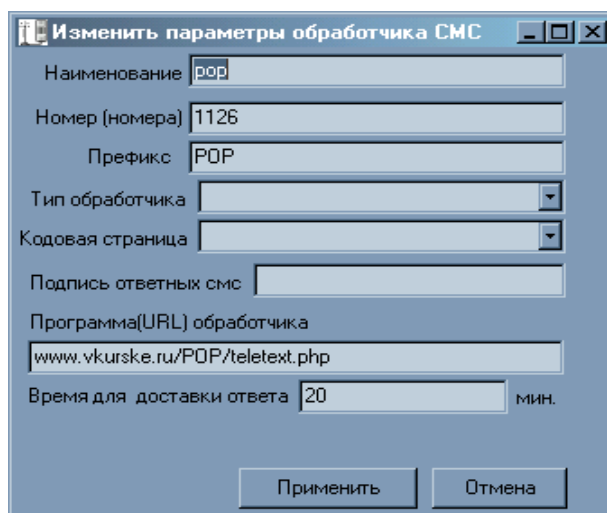 Изменить параметры обработчика СМС
Наименование pop
Номер (номера) 1126
Префикс POP
Тип обработчика
Кодовая страница
Подпись ответных смс
Программа(URL) обработчика
www.vkurske.ru/POP/teletext.php
Время для доставки ответа 20 мин.
Применить Отмена